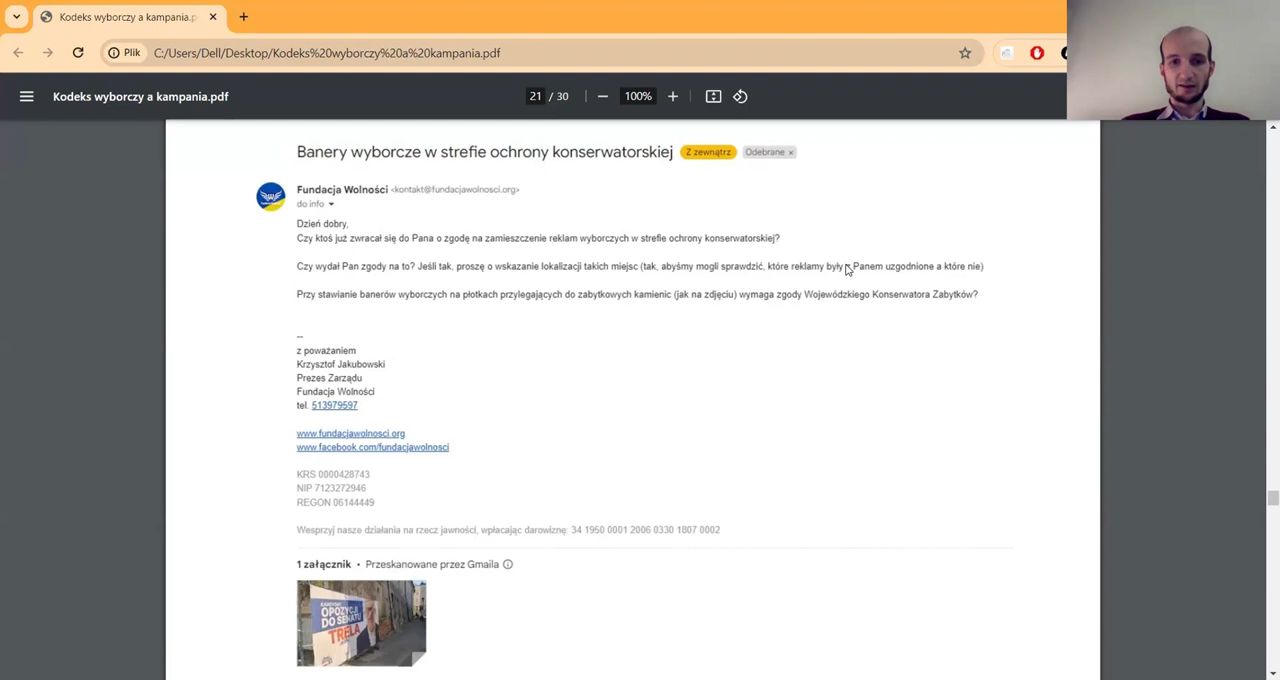 Kodeks wyborczy a kampania.p
Plik
C:/Users/Dell/Desktop/Kodeks%20wyborczy%20a%20kampania.pdf
Kodeks wyborczy a kampania.pdf
21 / 30
100%
Banery wyborcze w strefie ochrony konserwatorskiej
Z zewnątrz
Odebrane
Fundacja Wolności <kontakt@fundacjawolnosci.org>
do info
Dzień dobry,
Czy ktoś już zwracał się do Pana o zgodę na zamieszczenie reklam wyborczych w strefie ochrony konserwatorskiej?
Czy wydał Pan zgody na to? Jeśli tak, proszę o wskazanie lokalizacji takich miejsc (tak, abyśmy mogli sprawdzić, które reklamy były z Panem uzgodnione a które nie)
Przy stawianie banerów wyborczych na płotkach przylegających do zabytkowych kamienic (jak na zdjęciu) wymaga zgody Wojewódzkiego Konserwatora Zabytków?
--
z poważaniem
Krzysztof Jakubowski
Prezes Zarządu
Fundacja Wolności
tel. 513979597
www.fundacjawolnosci.org
www.facebook.com/fundacjawolnosci
KRS 0000428743
NIP 7123272946
REGON 06144449
Wesprzyj nasze działania na rzecz jawności, wpłacając darowiznę: 34 1950 0001 2006 0330 1807 0002
1 załącznik • Przeskanowane przez Gmaila
OPOZYCJI
DO SENATU
TRELA